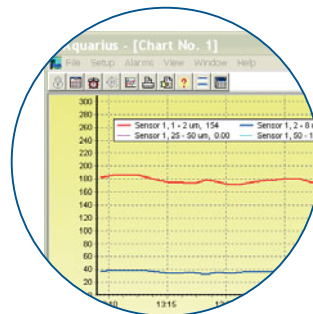 quarius - [Chart No. 1]
File Setup Alarms View Window Help
300
280
260
240
220
200
180
160
140
120
100
80
60
40
20
0
Sensor 1, 1 - 2 um, 154
Sensor 1, 2 - 8
Sensor 1, 25 - 50 um, 0.00
Sensor 1, 50 - 1
13:15